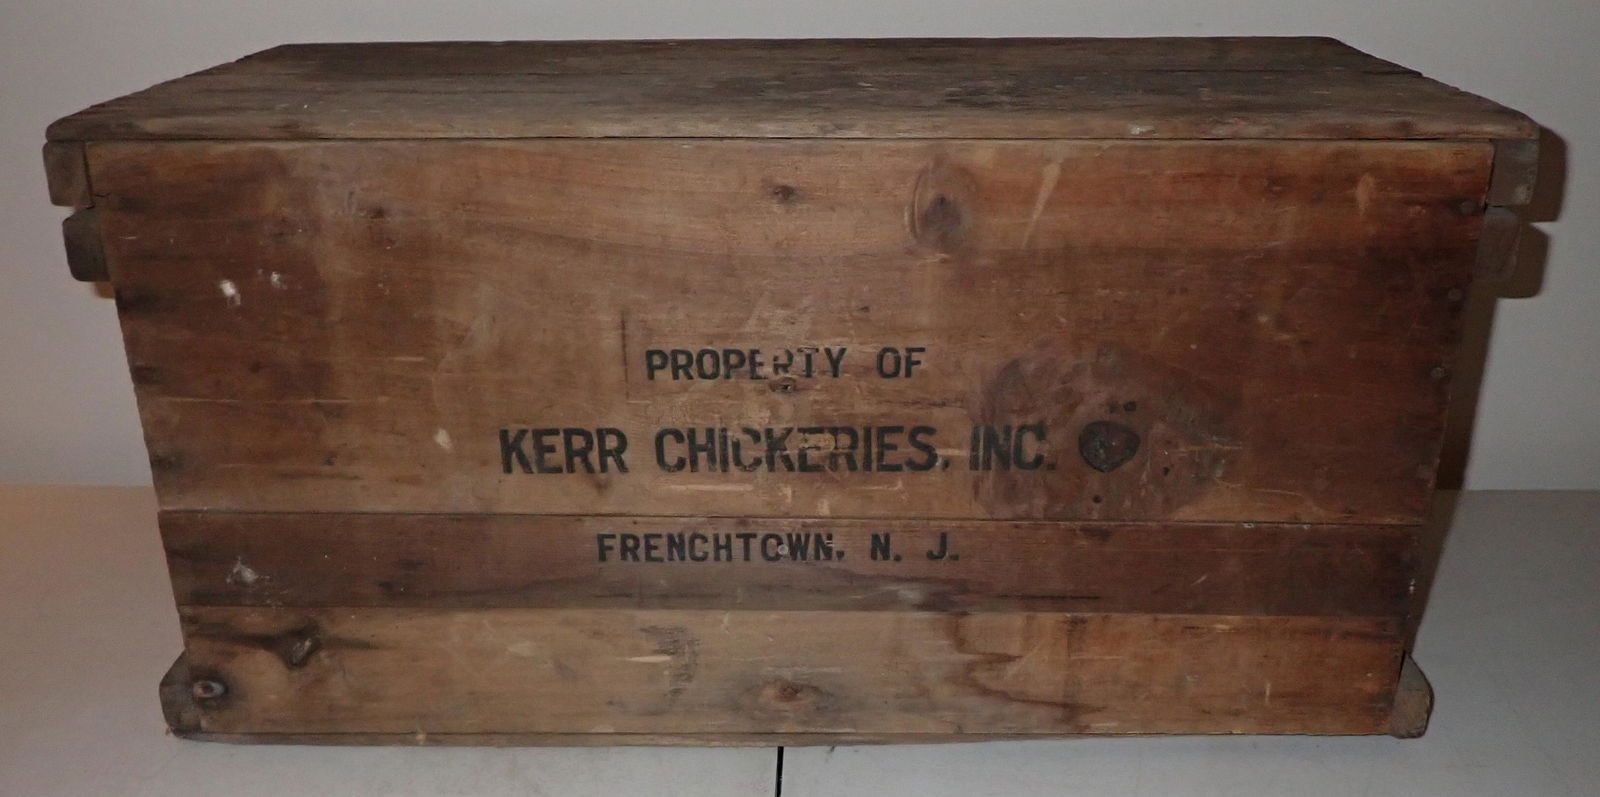 PROPERTY OF
KERR CHICKERIES, INC.
FRENCHTOWN, N. J.